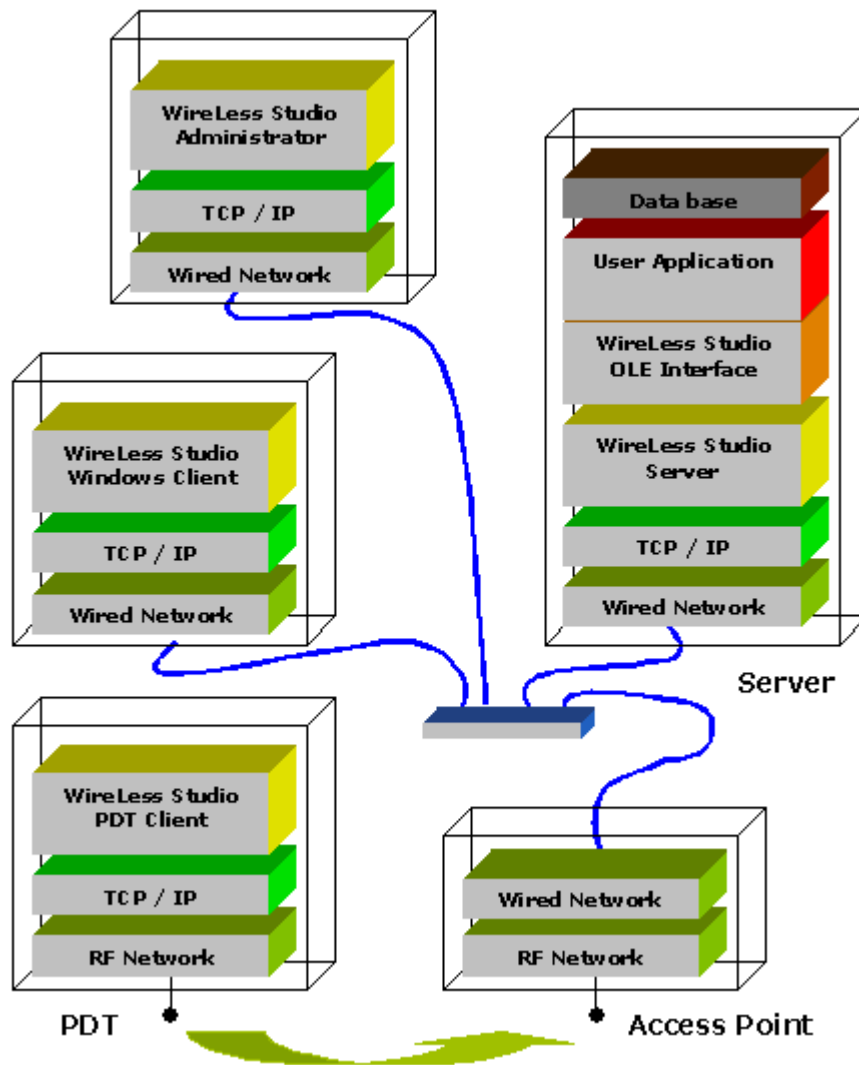 WireLess Studio
Administrator
TCP / IP
Wired Network
Data base
User Application
WireLess Studio
OLE Interface
WireLess Studio
Server
TCP / IP
Wired Network
Server
WireLess Studio
Windows Client
TCP / IP
Wired Network
WireLess Studio
PDT Client
TCP / IP
RF Network
PDT
Wired Network
RF Network
Access Point